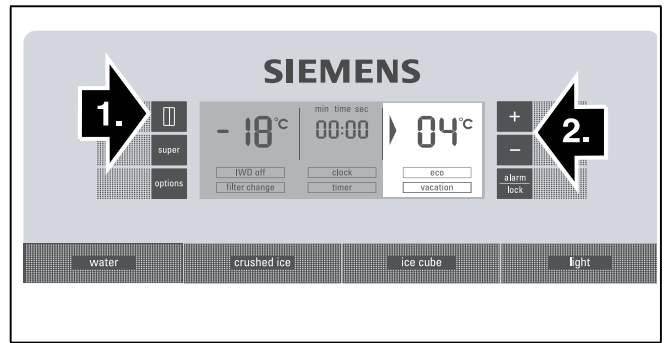 SIEMENS
1.
super
options
- 18°C
min time sec
00:00
04°C
IWD off
clock
eco
filter change
timer
vacation
+
-
alarm
lock
2.
water
crushed ice
ice cube
light